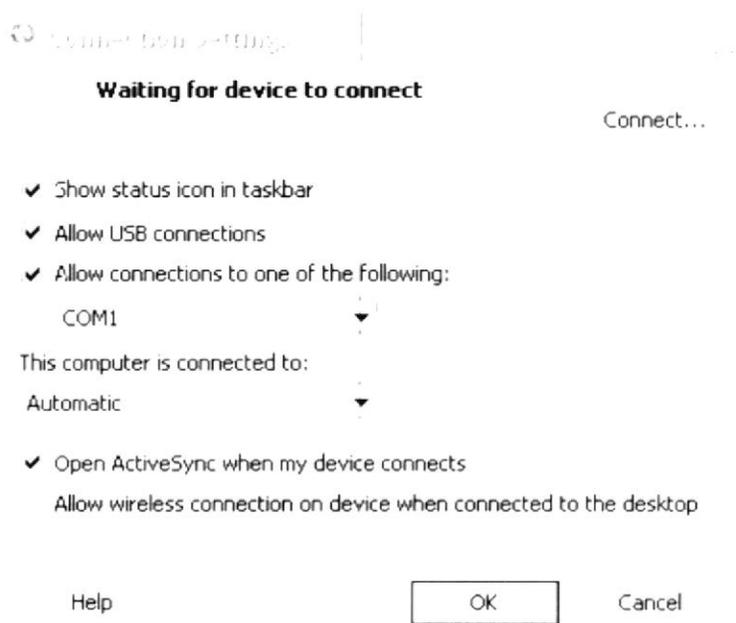 Connection Settings
Waiting for device to connect
Connect...
Show status icon in taskbar
Allow USB connections
Allow connections to one of the following:
COM1
This computer is connected to:
Automatic
Open ActiveSync when my device connects
Allow wireless connection on device when connected to the desktop
Help
OK
Cancel